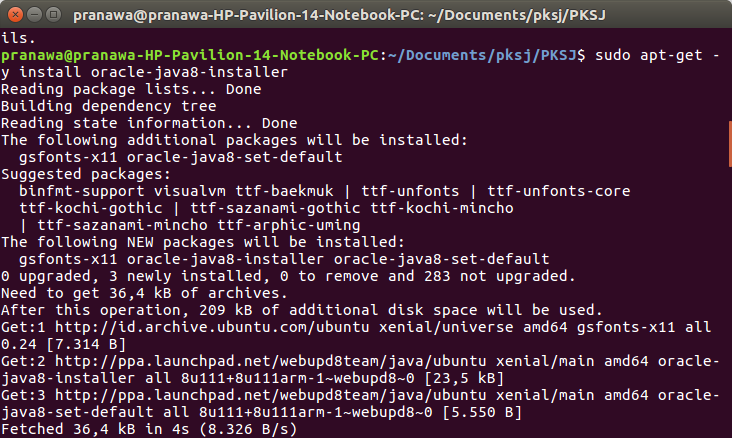 pranawa@pranawa-HP-Pavilion-14-Notebook-PC: ~/Documents/pksj/PKSJ
ils.
pranawa@pranawa-HP-Pavilion-14-Notebook-PC:~/Documents/pksj/PKSJ$ sudo apt-get -
y install oracle-java8-installer
Reading package lists... Done
Building dependency tree
Reading state information... Done
The following additional packages will be installed:
  gsfonts-x11 oracle-java8-set-default
Suggested packages:
  binfmt-support visualvm ttf-baekmuk | ttf-unfonts | ttf-unfonts-core
  ttf-kochi-gothic | ttf-sazanami-gothic ttf-kochi-mincho
  | ttf-sazanami-mincho ttf-arphic-uming
The following NEW packages will be installed:
  gsfonts-x11 oracle-java8-installer oracle-java8-set-default
0 upgraded, 3 newly installed, 0 to remove and 283 not upgraded.
Need to get 36,4 kB of archives.
After this operation, 209 kB of additional disk space will be used.
Get:1 http://id.archive.ubuntu.com/ubuntu xenial/universe amd64 gsfonts-x11 all
0.24 [7.314 B]
Get:2 http://ppa.launchpad.net/webupd8team/java/ubuntu xenial/main amd64 oracle-
java8-installer all 8u111+8u111arm-1~webupd8~0 [23,5 kB]
Get:3 http://ppa.launchpad.net/webupd8team/java/ubuntu xenial/main amd64 oracle-
java8-set-default all 8u111+8u111arm-1~webupd8~0 [5.550 B]
Fetched 36,4 kB in 4s (8.326 B/s)